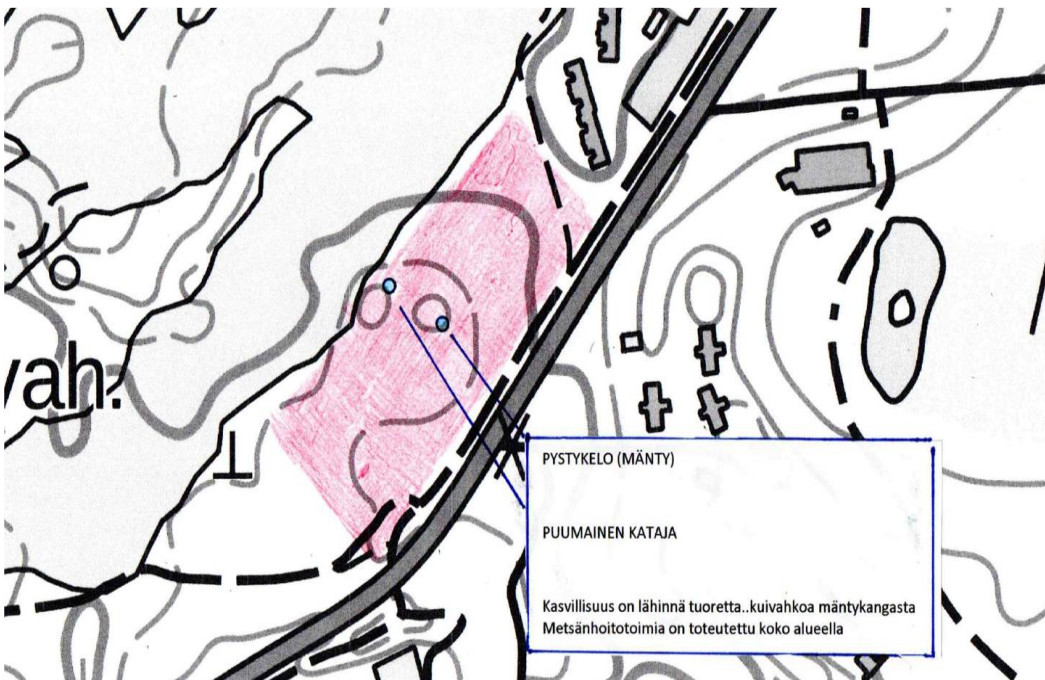 vah.
PYSTYKELO (MÄNTY)
PUUMAINEN KATAJA
Kasvillisuus on lähinnä tuoretta..kuivahkoa mäntykangasta
Metsänhoitotoimia on toteutettu koko alueella